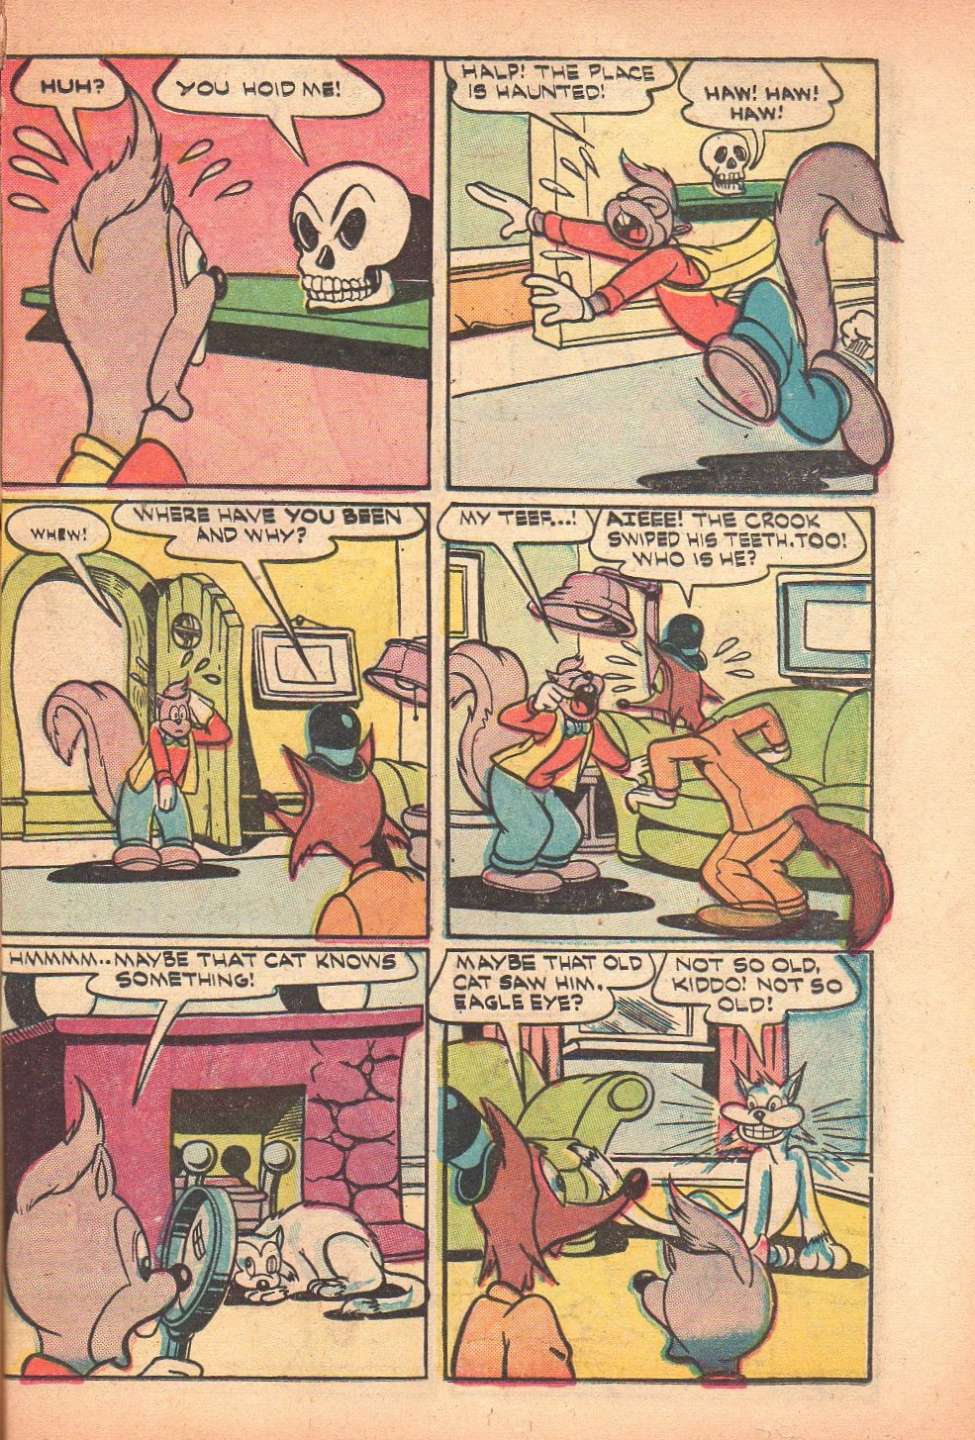 HUH?
YOU HOID ME!
HALP! THE PLACE
IS HAUNTED!
HAW! HAW!
HAW!
WHEW!
WHERE HAVE YOU BEEN
AND WHY?
MY TEEF...!
AIEEE! THE CROOK
SWIPED HIS TEETH, TOO!
WHO IS HE?
HMMMM..MAYBE THAT CAT KNOWS
SOMETHING!
MAYBE THAT OLD
CAT SAW HIM,
EAGLE EYE?
NOT SO OLD,
KIDDO! NOT SO
OLD!